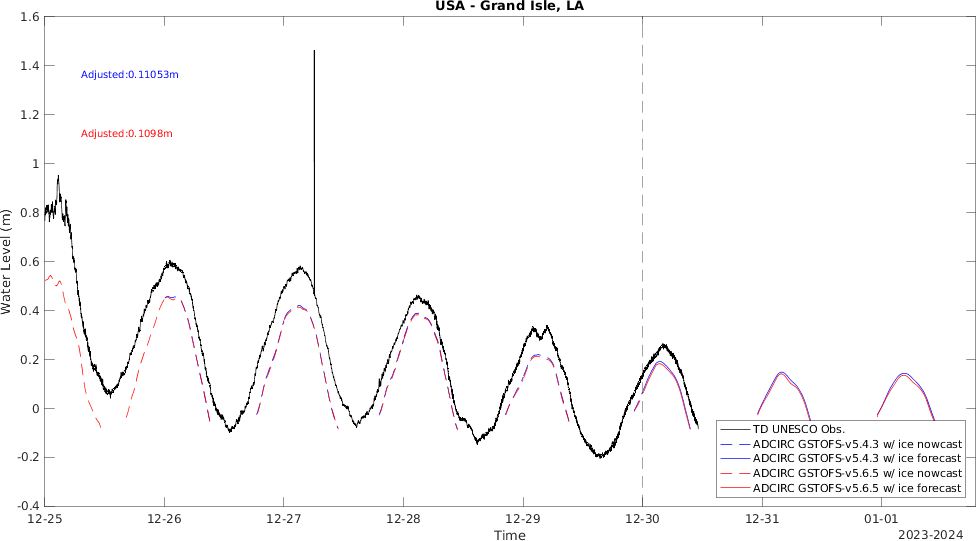 USA - Grand Isle, LA
1.6
1.4
1.2
1
0.8
0.6
0.4
0.2
0
-0.2
-0.4
Water Level (m)
Adjusted:0.11053m
Adjusted:0.1098m
TD UNESCO Obs.
ADCIRC GSTOFS-v5.4.3 w/ ice nowcast
ADCIRC GSTOFS-v5.4.3 w/ ice forecast
ADCIRC GSTOFS-v5.6.5 w/ ice nowcast
ADCIRC GSTOFS-v5.6.5 w/ ice forecast
12-25 12-26 12-27 12-28 12-29 12-30 12-31 01-01
Time
2023-2024